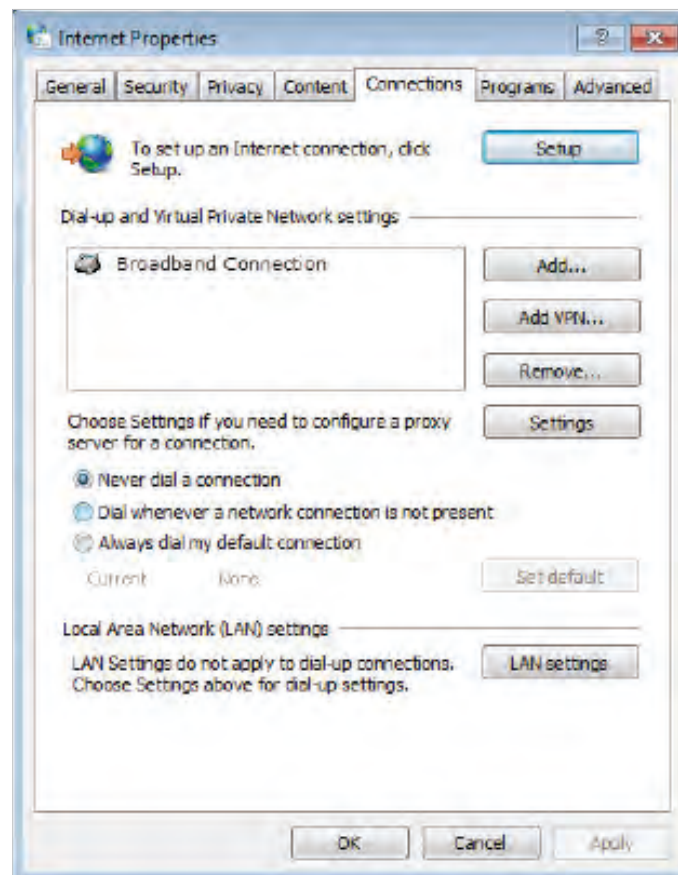 Internet Properties
General Security Privacy Content Connections Programs Advanced
To set up an Internet connection, click
Setup.
Setup
Dial-up and Virtual Private Network settings
Broadband Connection
Add...
Add VPN...
Remove...
Choose Settings if you need to configure a proxy
server for a connection.
Settings
Never dial a connection
Dial whenever a network connection is not present
Always dial my default connection
Current None
Set default
Local Area Network (LAN) settings
LAN Settings do not apply to dial-up connections.
Choose Settings above for dial-up settings.
LAN settings
OK Cancel Apply